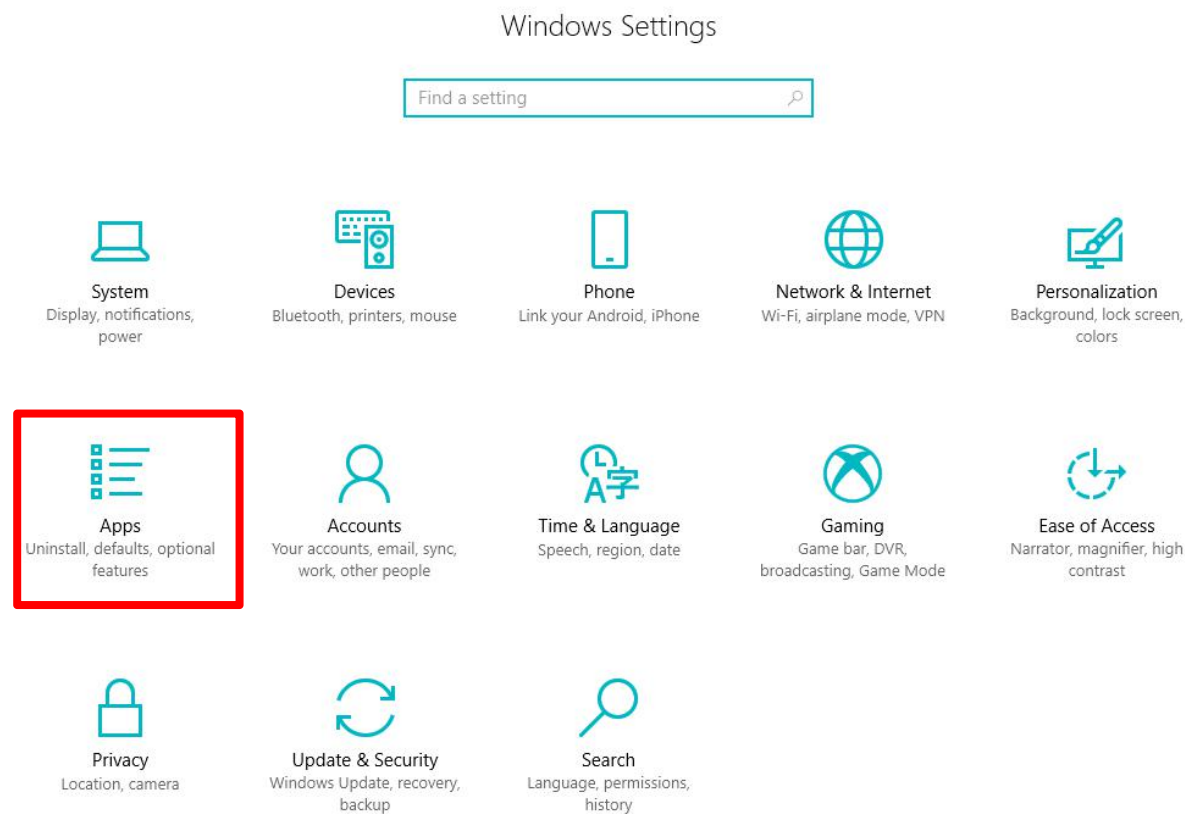 Windows Settings
Find a setting
System
Display, notifications,
power
Devices
Bluetooth, printers, mouse
Phone
Link your Android, iPhone
Network & Internet
Wi-Fi, airplane mode, VPN
Personalization
Background, lock screen,
colors
Apps
Uninstall, defaults, optional
features
Accounts
Your accounts, email, sync,
work, other people
Time & Language
Speech, region, date
Gaming
Game bar, DVR,
broadcasting, Game Mode
Ease of Access
Narrator, magnifier, high
contrast
Privacy
Location, camera
Update & Security
Windows Update, recovery,
backup
Search
Language, permissions,
history